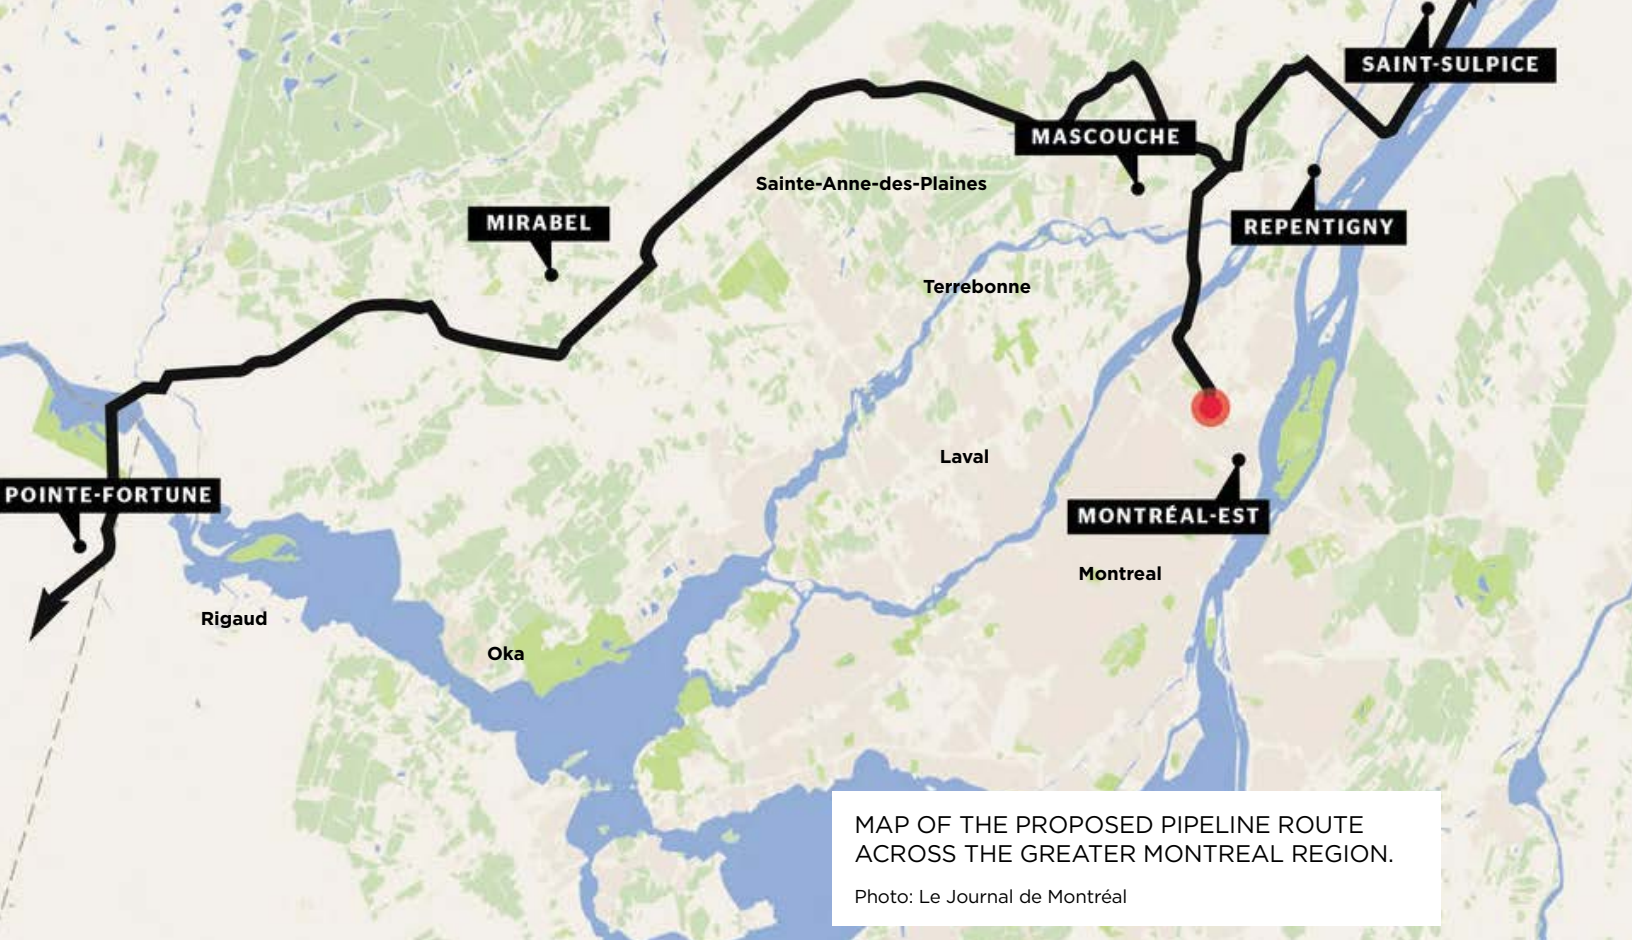 SAINT-SULPICE
MASCOUCHE
Sainte-Anne-des-Plaines
MIRABEL
REPENTIGNY
Terrebonne
Laval
POINTE-FORTUNE
MONTRÉAL-EST
Montreal
Rigaud
Oka
MAP OF THE PROPOSED PIPELINE ROUTE
ACROSS THE GREATER MONTREAL REGION.
Photo: Le Journal de Montréal